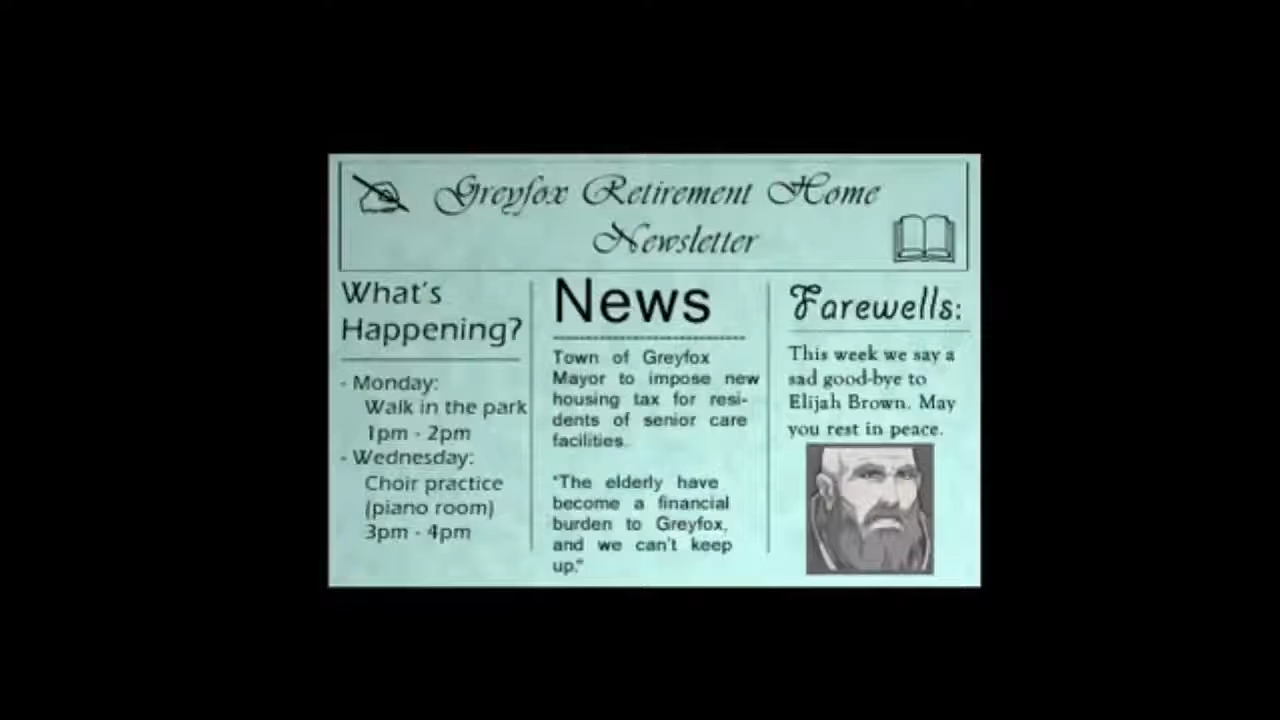 Greyfox Retirement Home
Newsletter
What's
Happening?
- Monday:
Walk in the park
1pm - 2pm
- Wednesday:
Choir practice
(piano room)
3pm - 4pm
News
Town of Greyfox
Mayor to impose new
housing tax for resi-
dents of senior care
facilities.
"The elderly have
become a financial
burden to Greyfox,
and we can't keep
up."
Farewells:
This week we say a
sad good-bye to
Elijah Brown. May
you rest in peace.